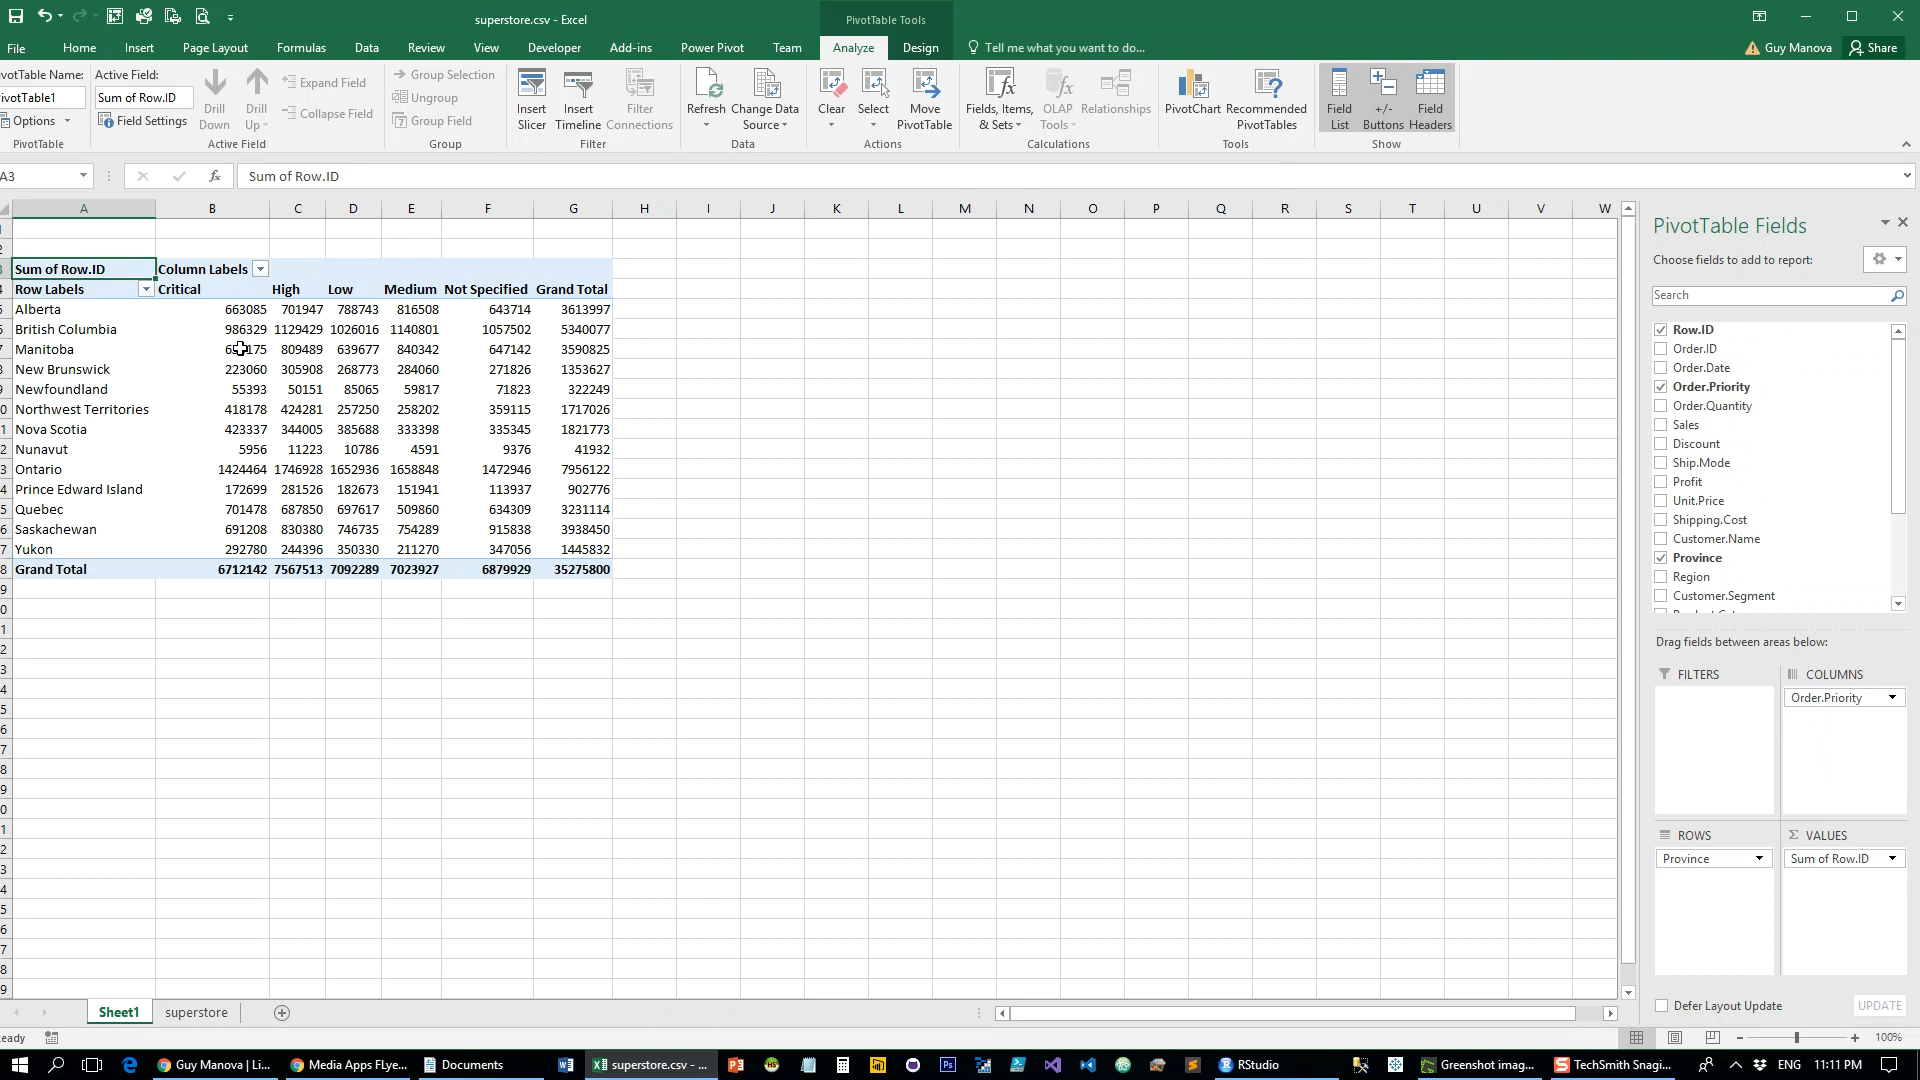 superstore.csv - Excel
PivotTable Tools
File Home Insert Page Layout Formulas Data Review View Developer Add-ins Power Pivot Team Analyze Design Tell me what you want to do... Guy Manova Share
ivotTable Name:
ivotTable1
Options
PivotTable
Active Field:
Sum of Row.ID
Field Settings
Drill Down
Drill Up
Expand Field
Collapse Field
Active Field
Group Selection
Ungroup
Group Field
Group
Insert Slicer
Insert Timeline
Filter Connections
Filter
Refresh
Change Data Source
Data
Clear
Select
Move PivotTable
Actions
Fields, Items, & Sets
OLAP Tools
Relationships
Calculations
PivotChart
Recommended PivotTables
Tools
Field List
+/- Buttons
Field Headers
Show
A3 fx Sum of Row.ID
A B C D E F G H I J K L M N O P Q R S T U V W
Sum of Row.ID Column Labels
Row Labels Critical High Low Medium Not Specified Grand Total
Alberta 663085 701947 788743 816508 643714 3613997
British Columbia 986329 1129429 1026016 1140801 1057502 5340077
Manitoba 809489 639677 840342 647142 3590825
New Brunswick 223060 305908 268773 284060 271826 1353627
Newfoundland 55393 50151 85065 59817 71823 322249
Northwest Territories 418178 424281 257250 258202 359115 1717026
Nova Scotia 423337 344005 385688 333398 335345 1821773
Nunavut 5956 11223 10786 4591 9376 41932
Ontario 1424464 1746928 1652936 1658848 1472946 7956122
Prince Edward Island 172699 281526 182673 151941 113937 902776
Quebec 701478 687850 697617 509860 634309 3231114
Saskachewan 691208 830380 746735 754289 915838 3938450
Yukon 292780 244396 350330 211270 347056 1445832
Grand Total 6712142 7567513 7092289 7023927 6879929 35275800
PivotTable Fields
Choose fields to add to report:
Search
Row.ID
Order.ID
Order.Date
Order.Priority
Order.Quantity
Sales
Discount
Ship.Mode
Profit
Unit.Price
Shipping.Cost
Customer.Name
Province
Region
Customer.Segment
Drag fields between areas below:
FILTERS
COLUMNS
Order.Priority
ROWS
Province
Σ VALUES
Sum of Row.ID
Defer Layout Update UPDATE
Sheet1 superstore
eady
100%
Guy Manova | Li...
Media Apps FLye...
Documents
superstore.csv - ...
RStudio
Greenshot imag...
TechSmith Snagi...
ENG 11:11 PM